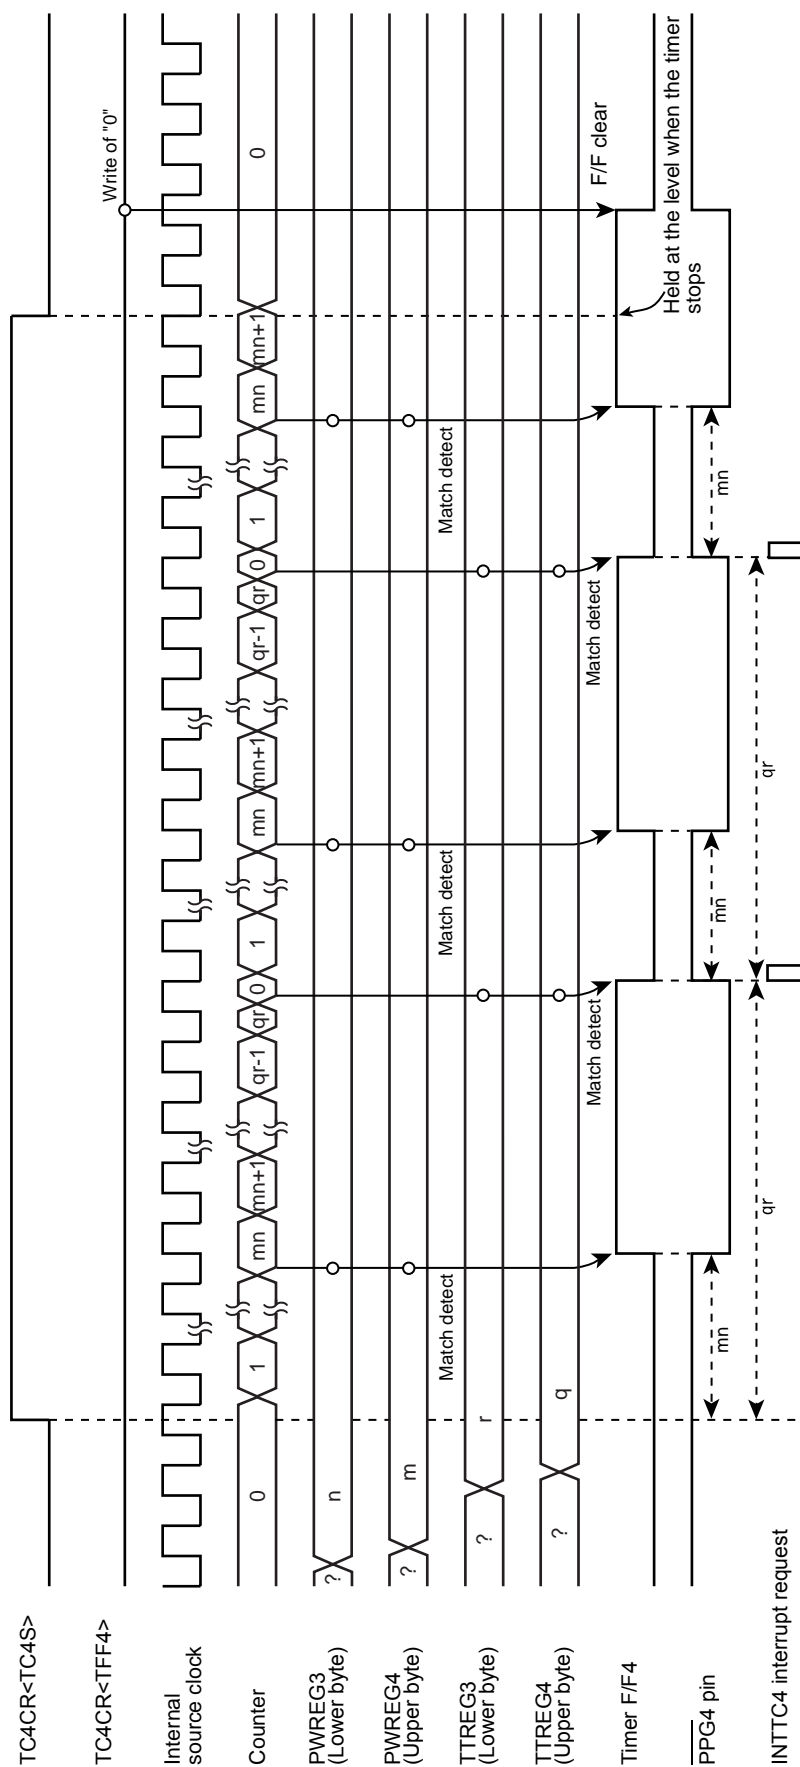 TC4CR<TC4S>
TC4CR<TFF4>
Write of "0"
Internal
source clock
Counter
0
1
mn
mn+1
qr-1
qr
0
1
mn
mn+1
qr-1
qr
0
1
mn
mn+1
0
PWREG3
(Lower byte)
?
n
PWREG4
(Upper byte)
?
m
Match detect
Match detect
Match detect
TTREG3
(Lower byte)
?
r
TTREG4
(Upper byte)
?
q
Match detect
Match detect
F/F clear
Timer F/F4
Held at the level when the timer
stops
PPG4 pin
mn
mn
mn
qr
qr
INTTC4 interrupt request